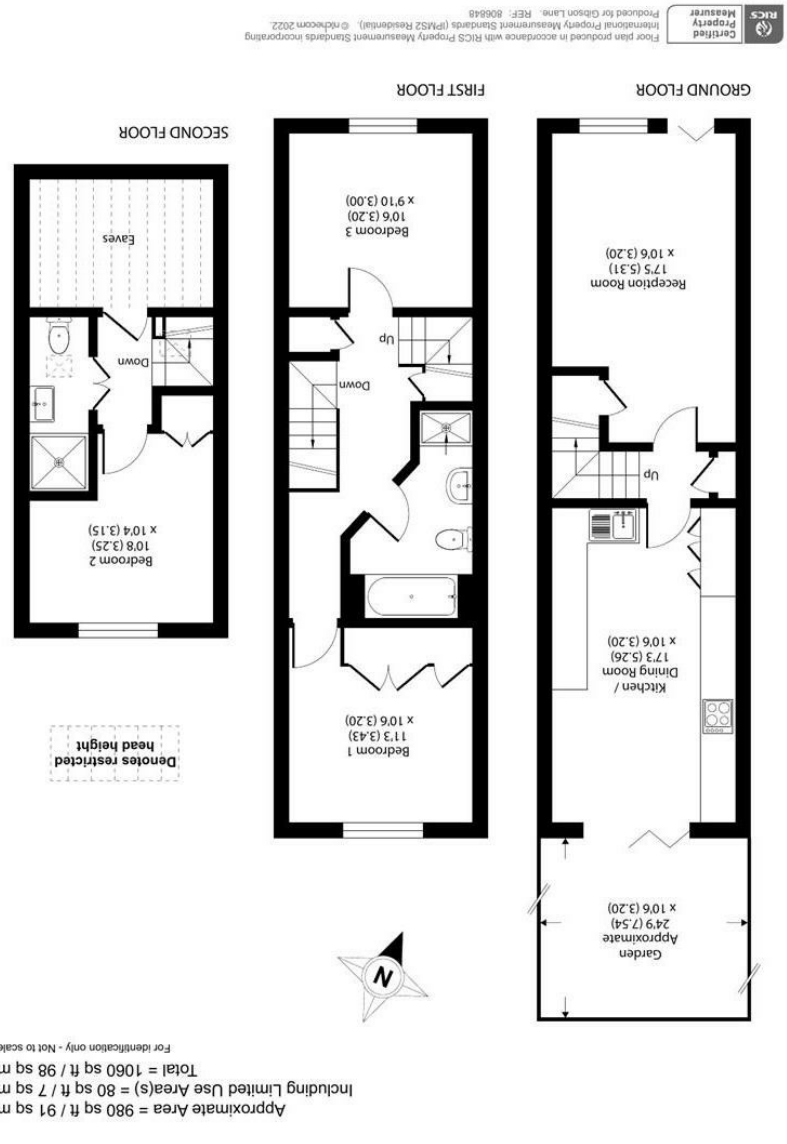 Approximate Area = 980 sq ft / 91 sq m
Including Limited Use Area(s) = 80 sq ft / 7 sq m
Total = 1060 sq ft / 98 sq m
For identification only - Not to scale
N
Garden
Approximate
24'9 (7.54)
x 10'6 (3.20)
Kitchen /
Dining Room
17'3 (5.26)
x 10'6 (3.20)
Up
Reception Room
17'5 (5.31)
x 10'6 (3.20)
GROUND FLOOR
Bedroom 1
11'3 (3.43)
x 10'6 (3.20)
Down
Up
Bedroom 3
10'6 (3.20)
x 9'10 (3.00)
FIRST FLOOR
Denotes restricted
head height
Bedroom 2
10'8 (3.25)
x 10'4 (3.15)
Down
Eaves
SECOND FLOOR
RICS
Certified
Property
Measurer
Floor plan produced in accordance with RICS Property Measurement Standards incorporating
International Property Measurement Standards (IPMS2 Residential). © nichecom 2022.
Produced for Gibson Lane. REF: 806848